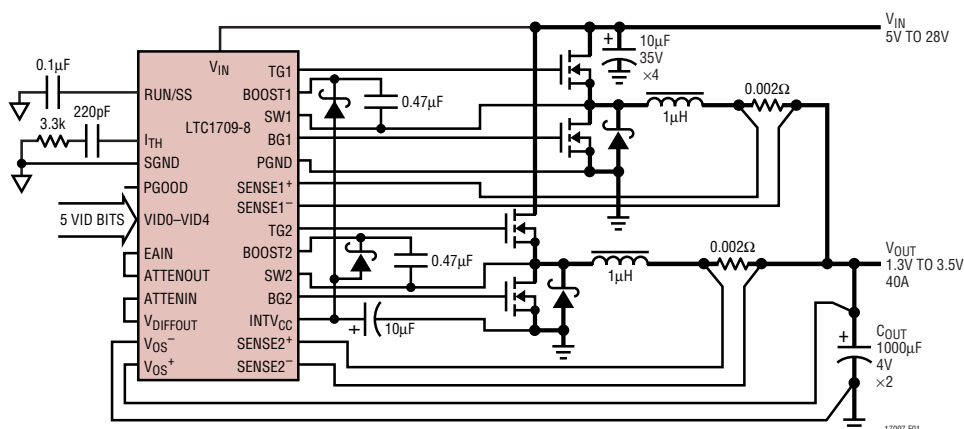 VIN
5V TO 28V
10µF
35V
×4
+
0.1µF
220pF
3.3k
5 VID BITS
VIN
LTC1709-8
RUN/SS
ITH
SGND
PGOOD
VID0–VID4
EAIN
ATTENOUT
ATTENIN
VDIFFOUT
VOS–
VOS+
TG1
BOOST1
SW1
BG1
PGND
SENSE1+
SENSE1–
TG2
BOOST2
SW2
BG2
INTVCC
SENSE2+
SENSE2–
0.47µF
1µH
0.002Ω
0.47µF
1µH
0.002Ω
+
10µF
VOUT
1.3V TO 3.5V
40A
+
COUT
1000µF
4V
×2
17097 F01